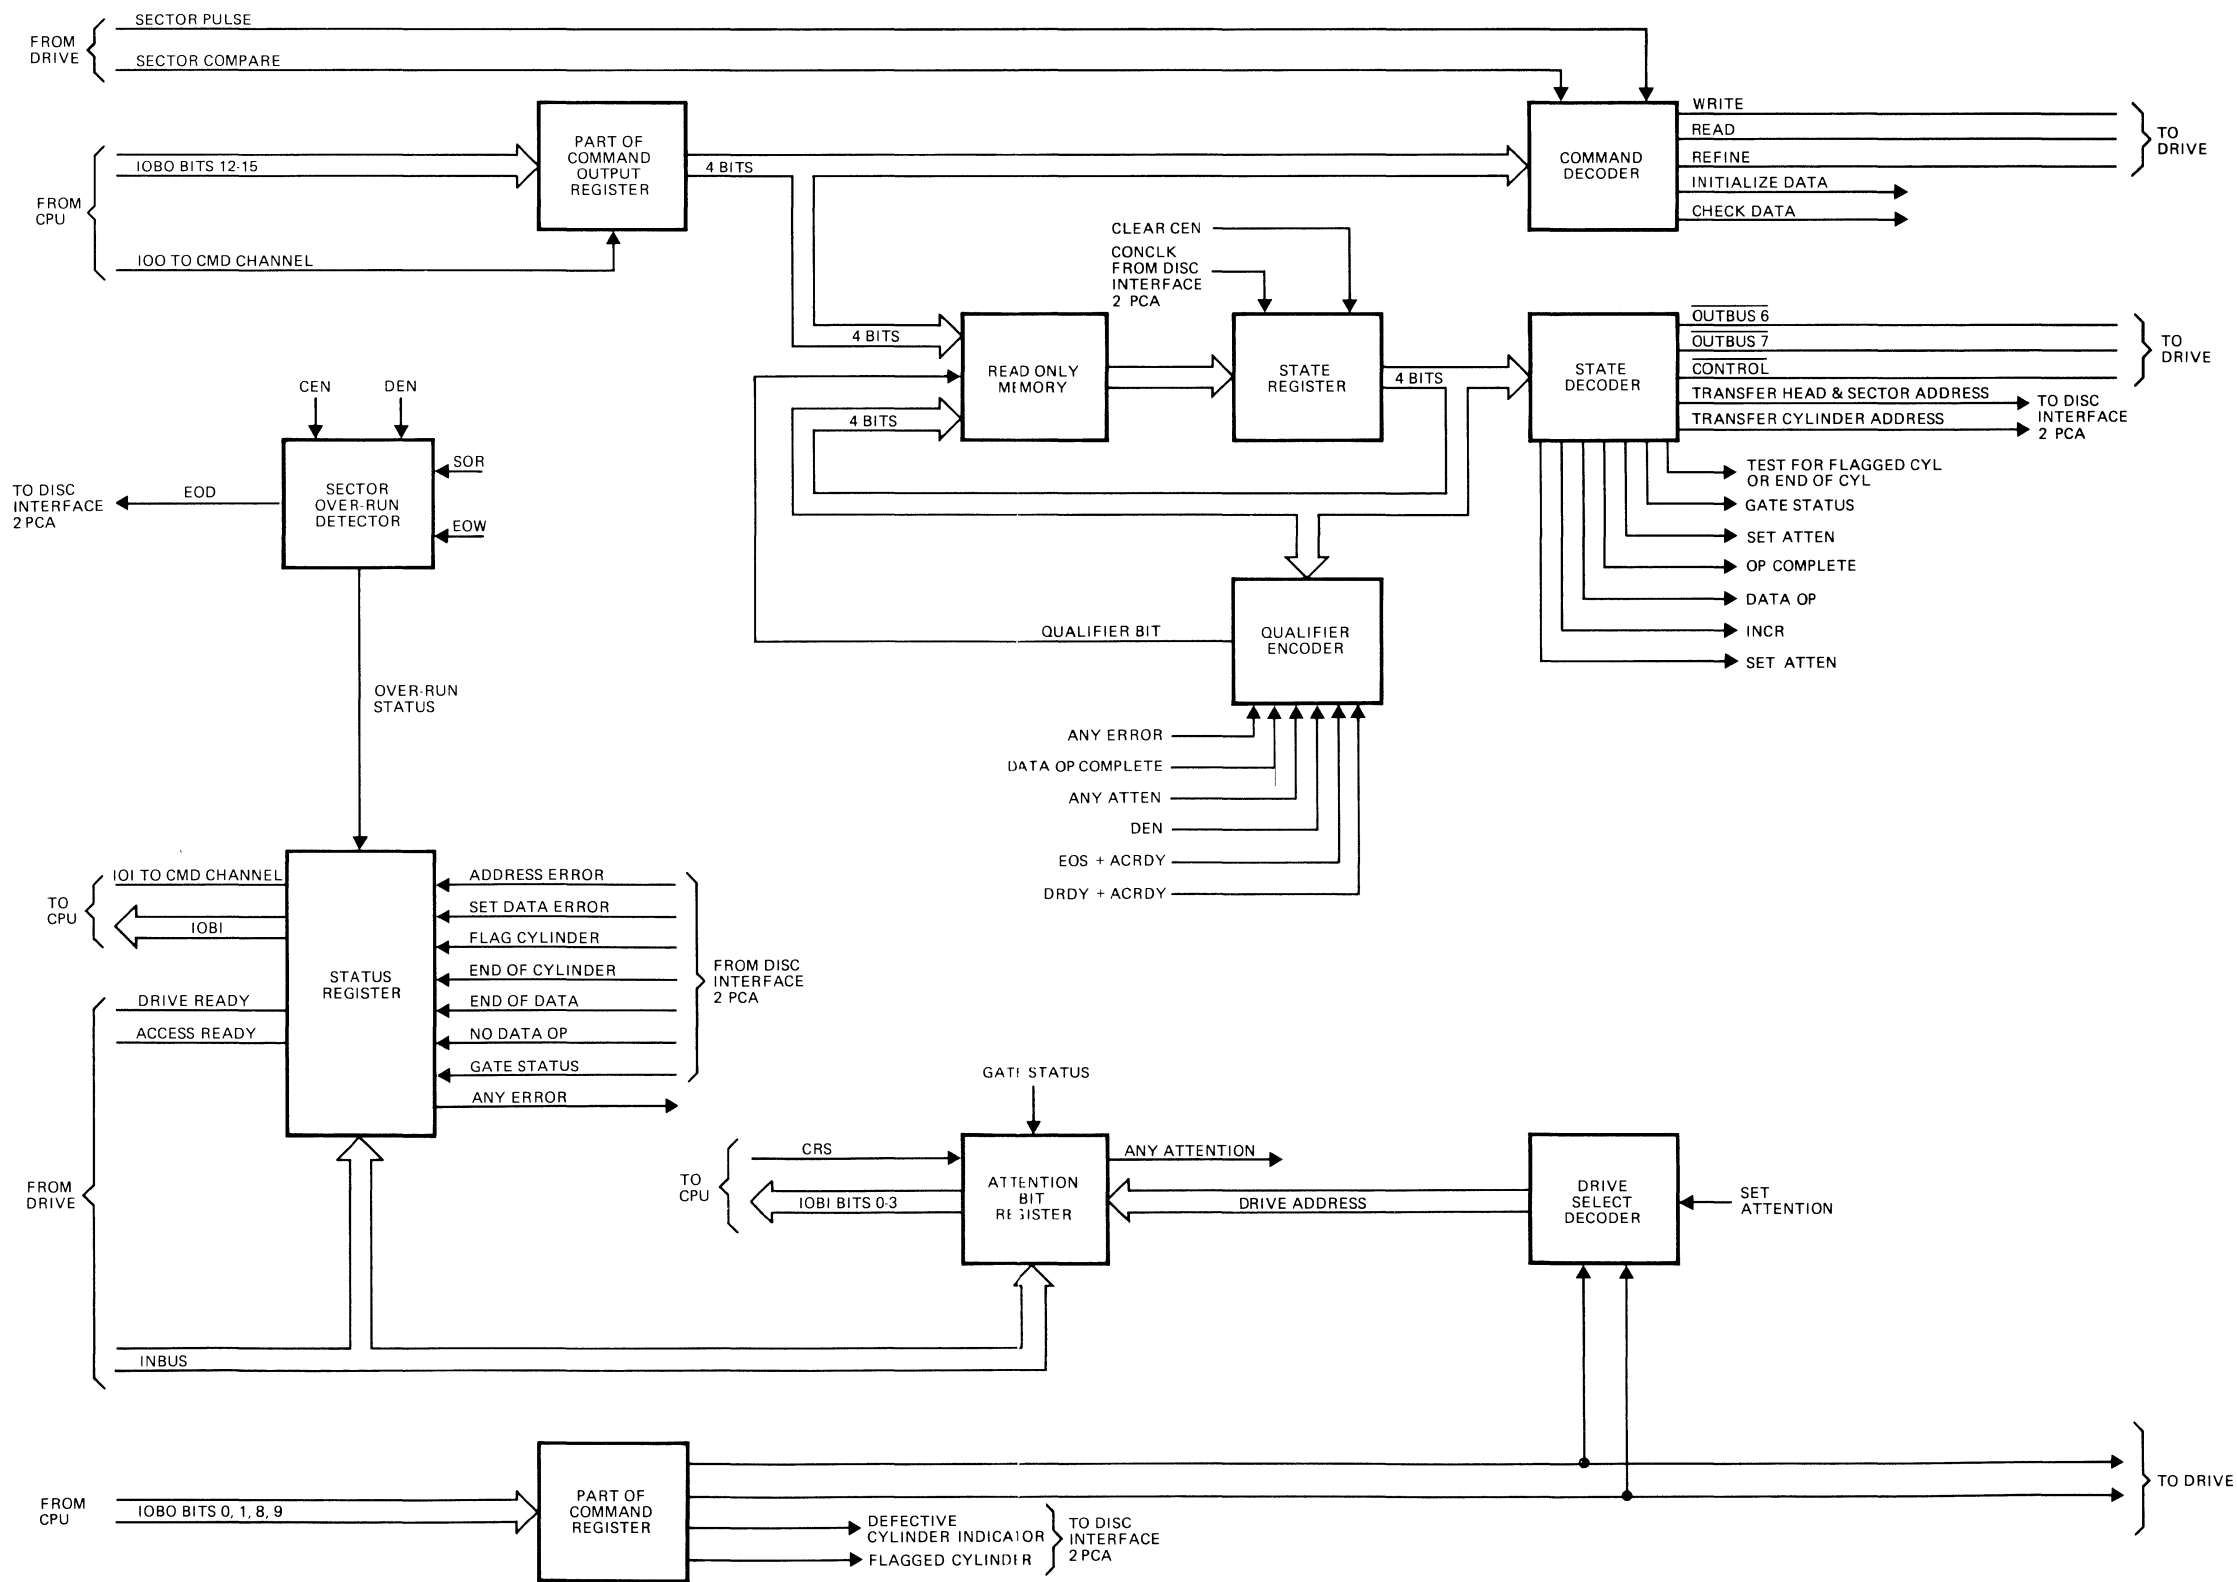 SECTOR PULSE
FROM
DRIVE
SECTOR COMPARE
PART OF
COMMAND
OUTPUT
REGISTER
IOBO BITS 12-15
4 BITS
FROM
CPU
IOO TO CMD CHANNEL
COMMAND
DECODER
WRITE
READ
REFINE
INITIALIZE DATA
CHECK DATA
TO
DRIVE
CLEAR CEN
CONCLK
FROM DISC
INTERFACE
2 PCA
4 BITS
READ ONLY
MEMORY
4 BITS
STATE
REGISTER
4 BITS
STATE
DECODER
OUTBUS 6
OUTBUS 7
CONTROL
TO
DRIVE
TRANSFER HEAD & SECTOR ADDRESS
TRANSFER CYLINDER ADDRESS
TO DISC
INTERFACE
2 PCA
TEST FOR FLAGGED CYL
OR END OF CYL
GATE STATUS
SET ATTEN
OP COMPLETE
DATA OP
INCR
SET ATTEN
CEN
DEN
SOR
SECTOR
OVER-RUN
DETECTOR
EOW
EOD
TO DISC
INTERFACE
2 PCA
QUALIFIER BIT
QUALIFIER
ENCODER
OVER-RUN
STATUS
ANY ERROR
DATA OP COMPLETE
ANY ATTEN
DEN
EOS + ACRDY
DRDY + ACRDY
IOI TO CMD CHANNEL
TO
CPU
IOBI
STATUS
REGISTER
ADDRESS ERROR
SET DATA ERROR
FLAG CYLINDER
END OF CYLINDER
END OF DATA
NO DATA OP
GATE STATUS
ANY ERROR
FROM DISC
INTERFACE
2 PCA
DRIVE READY
ACCESS READY
FROM
DRIVE
INBUS
GATE STATUS
CRS
TO
CPU
IOBI BITS 0-3
ATTENTION
BIT
REGISTER
ANY ATTENTION
DRIVE ADDRESS
DRIVE
SELECT
DECODER
SET
ATTENTION
FROM
CPU
IOBO BITS 0, 1, 8, 9
PART OF
COMMAND
REGISTER
DEFECTIVE
CYLINDER INDICATOR
FLAGGED CYLINDER
TO DISC
INTERFACE
2 PCA
TO DRIVE